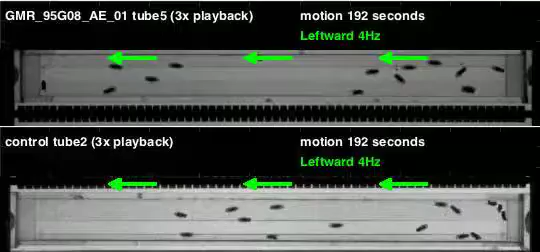 GMR_95G08_AE_01 tube5 (3x playback) motion 192 seconds
Leftward 4Hz
control tube2 (3x playback) motion 192 seconds
Leftward 4Hz